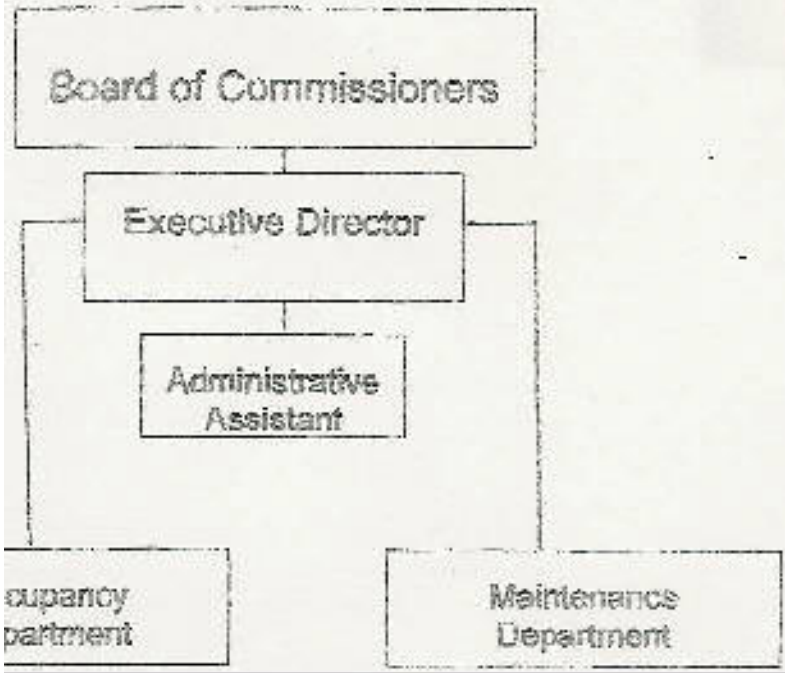 Board of Commissioners
Executive Director
Administrative
Assistant
cupancy
partment
Maintenance
Department